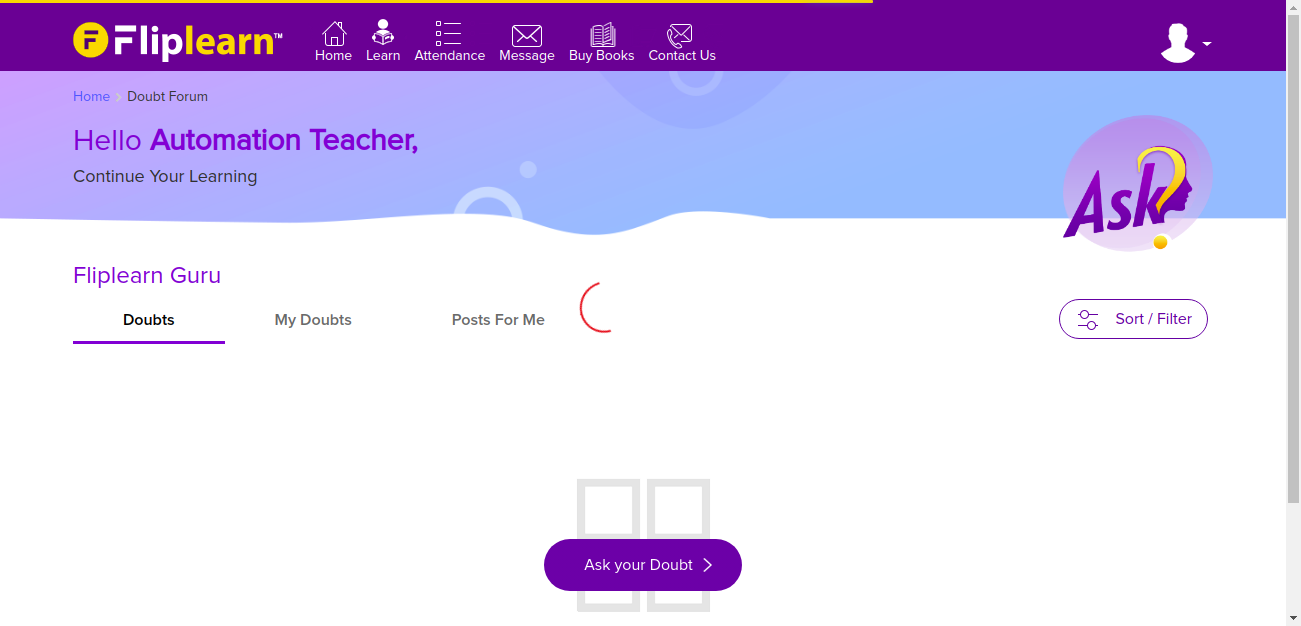 Fliplearn™
Home Learn Attendance Message Buy Books Contact Us
Home > Doubt Forum
Hello Automation Teacher,
Continue Your Learning
Ask?
Fliplearn Guru
Doubts My Doubts Posts For Me
Sort / Filter
Ask your Doubt